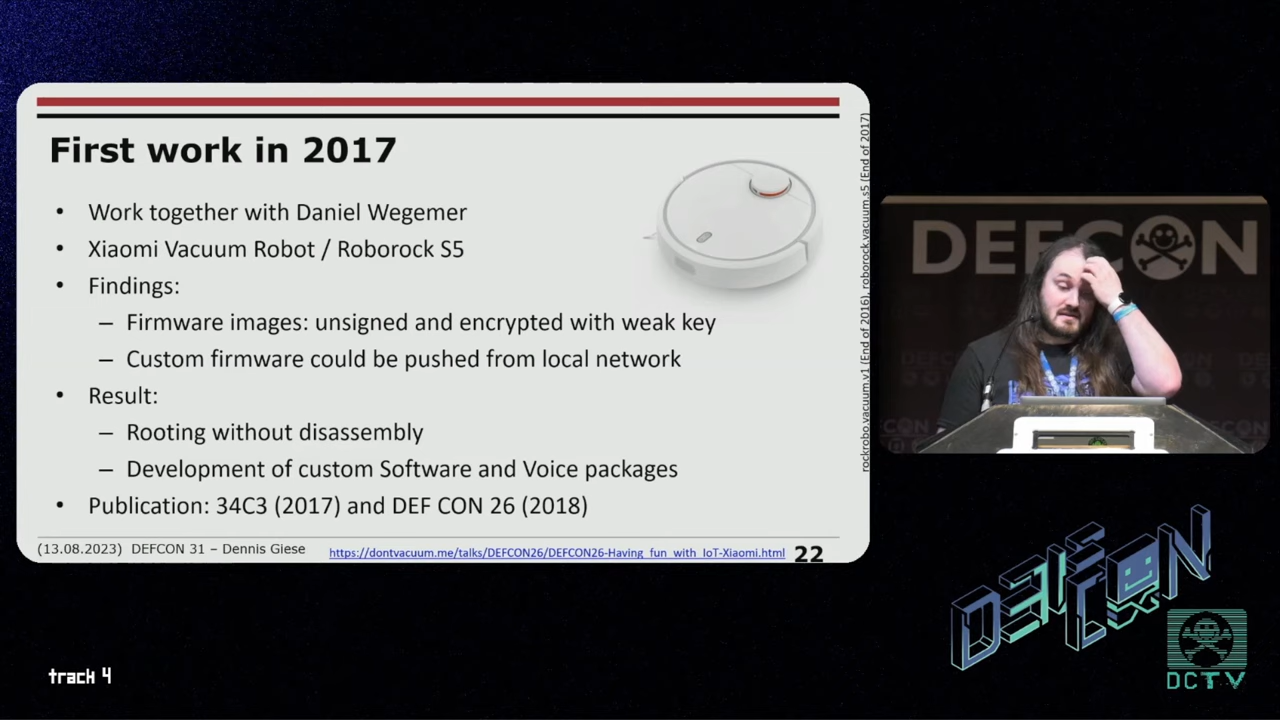 First work in 2017
• Work together with Daniel Wegemer
• Xiaomi Vacuum Robot / Roborock S5
• Findings:
– Firmware images: unsigned and encrypted with weak key
– Custom firmware could be pushed from local network
• Result:
– Rooting without disassembly
– Development of custom Software and Voice packages
• Publication: 34C3 (2017) and DEF CON 26 (2018)
(13.08.2023) DEFCON 31 – Dennis Giese
https://dontvacuum.me/talks/DEFCON26/DEFCON26-Having_fun_with_IoT-Xiaomi.html
22
rockrobo.vacuum.v1 (End of 2016), roborock.vacuum.s5 (End of 2017)
DEFCON
DEFCON
track 4
DCTV